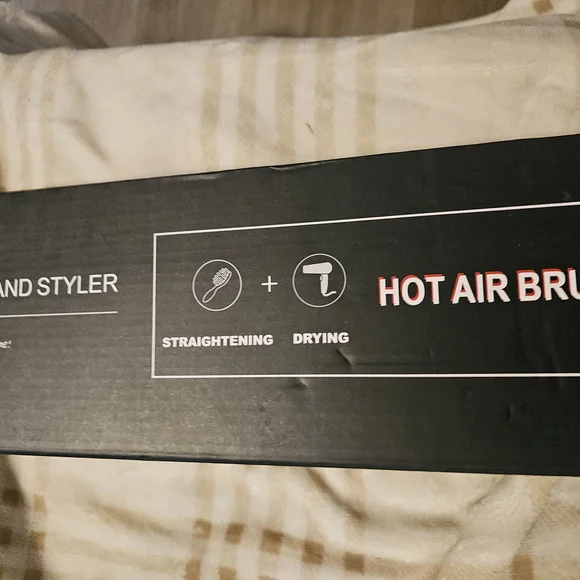 AND STYLER
+
STRAIGHTENING DRYING
HOT AIR BRU